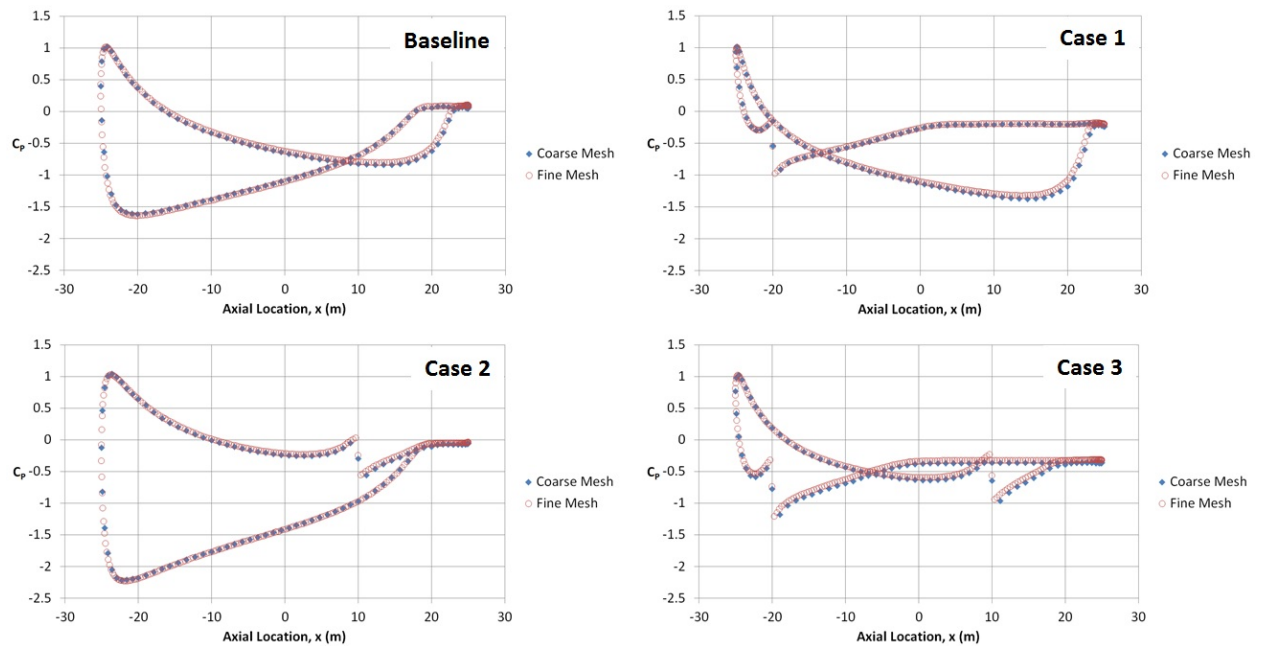 Baseline
1.5
1
0.5
0
-0.5
-1
-1.5
-2
-2.5
CP
-30 -20 -10 0 10 20 30
Axial Location, x (m)
Coarse Mesh
Fine Mesh
Case 1
1.5
1
0.5
0
-0.5
-1
-1.5
-2
-2.5
CP
-30 -20 -10 0 10 20 30
Axial Location, x (m)
Coarse Mesh
Fine Mesh
Case 2
1.5
1
0.5
0
-0.5
-1
-1.5
-2
-2.5
CP
-30 -20 -10 0 10 20 30
Axial Location, x (m)
Coarse Mesh
Fine Mesh
Case 3
1.5
1
0.5
0
-0.5
-1
-1.5
-2
-2.5
CP
-30 -20 -10 0 10 20 30
Axial Location, x (m)
Coarse Mesh
Fine Mesh